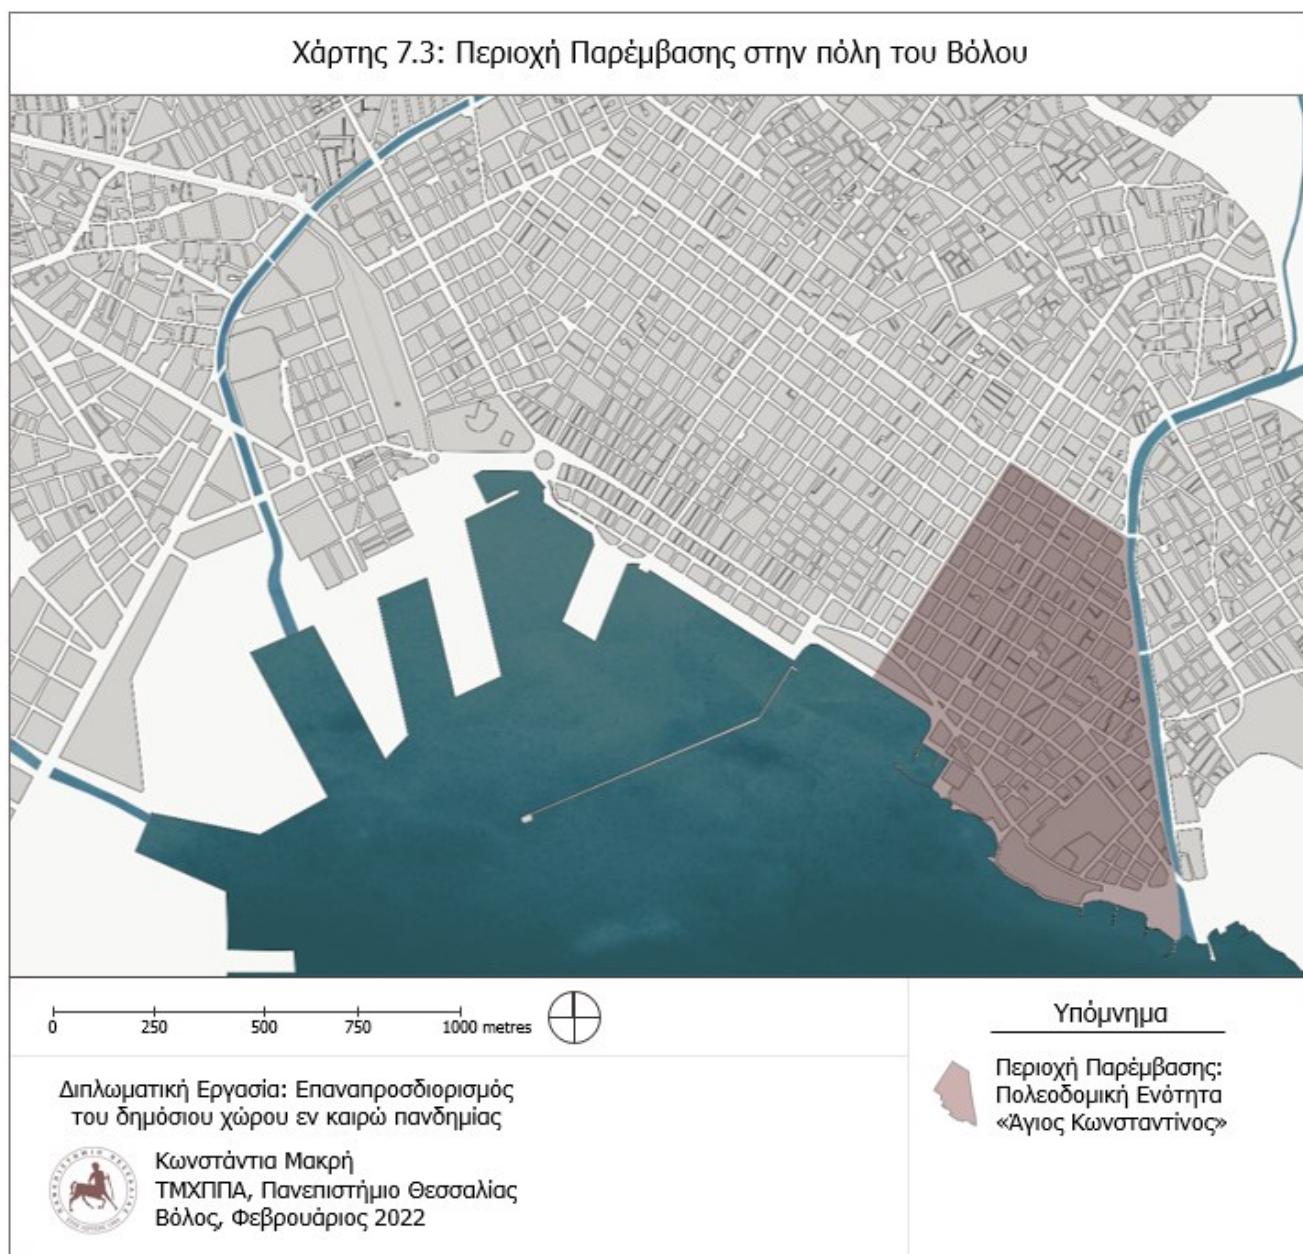 Χάρτης 7.3: Περιοχή Παρέμβασης στην πόλη του Βόλου
0 250 500 750 1000 metres
Διπλωματική Εργασία: Επαναπροσδιορισμός
του δημόσιου χώρου εν καιρώ πανδημίας
Κωνστάντια Μακρή
ΤΜΧΠΠΑ, Πανεπιστήμιο Θεσσαλίας
Βόλος, Φεβρουάριος 2022
Υπόμνημα
Περιοχή Παρέμβασης:
Πολεοδομική Ενότητα
«Άγιος Κωνσταντίνος»